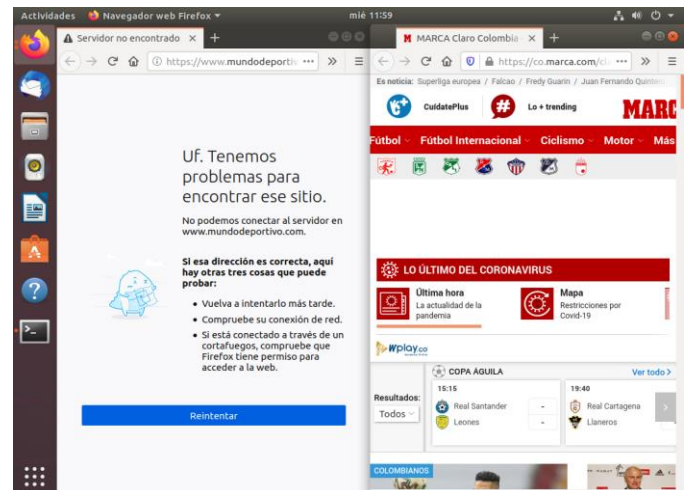 Actividades
Navegador web Firefox
mié 11:59
Servidor no encontrado
https://www.mundodeportiv
Uf. Tenemos
problemas para
encontrar ese sitio.
No podemos conectar al servidor en
www.mundodeportivo.com.
Si esa dirección es correcta, aquí
hay otras tres cosas que puede
probar:
• Vuelva a intentarlo más tarde.
• Compruebe su conexión de red.
• Si está conectado a través de un
cortafuegos, compruebe que
Firefox tiene permiso para
acceder a la web.
Reintentar
MARCA Claro Colombia
https://co.marca.com/cl
Es noticia: Superliga europea / Falcao / Fredy Guarin / Juan Fernando Quinter
CuídatePlus
Lo + trending
MARC
Fútbol Fútbol Internacional Ciclismo Motor Más
LO ÚLTIMO DEL CORONAVIRUS
Última hora
La actualidad de la
pandemia
Mapa
Restricciones por
Covid-19
Wplay.co
COPA ÁGUILA
Ver todo >
Resultados:
Todos
15:15
Real Santander -
Leones -
19:40
Real Cartagena
Llaneros
COLOMBIANOS